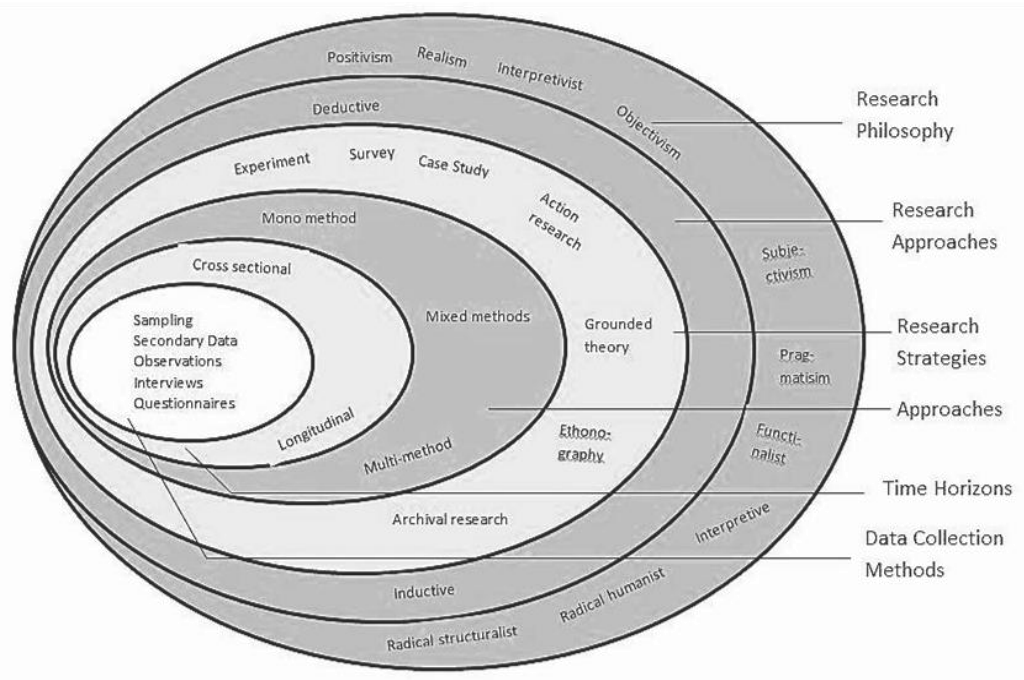 Positivism
Realism
Interpretivist
Objectivism
Subje-
ctivism
Prag-
matisim
Functi-
nalist
Interpretive
Radical humanist
Radical structuralist
Deductive
Inductive
Experiment
Survey
Case Study
Action
research
Grounded
theory
Ethono-
graphy
Archival research
Mono method
Mixed methods
Multi-method
Cross sectional
Longitudinal
Sampling
Secondary Data
Observations
Interviews
Questionnaires
Research
Philosophy
Research
Approaches
Research
Strategies
Approaches
Time Horizons
Data Collection
Methods